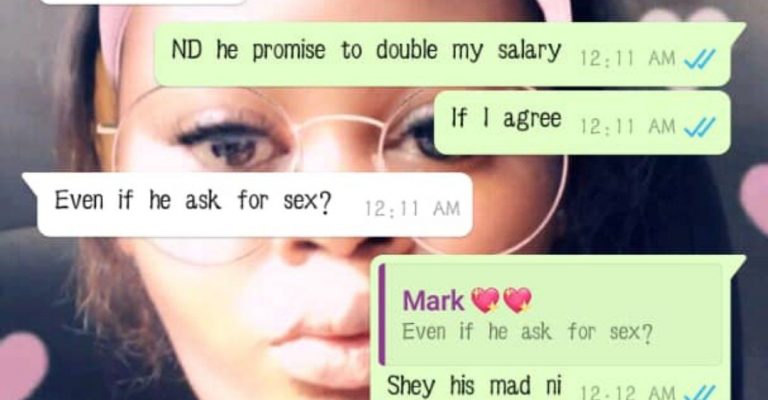 ND he promise to double my salary 12:11 AM
If I agree 12:11 AM
Even if he ask for sex? 12:11 AM
Mark 💖💖
Even if he ask for sex?
Shey his mad ni 12:12 AM